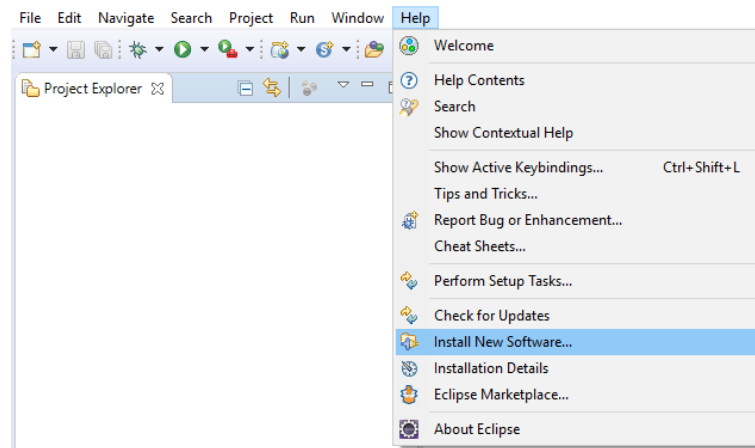 File Edit Navigate Search Project Run Window Help
Project Explorer
Welcome
Help Contents
Search
Show Contextual Help
Show Active Keybindings... Ctrl+Shift+L
Tips and Tricks...
Report Bug or Enhancement...
Cheat Sheets...
Perform Setup Tasks...
Check for Updates
Install New Software...
Installation Details
Eclipse Marketplace...
About Eclipse